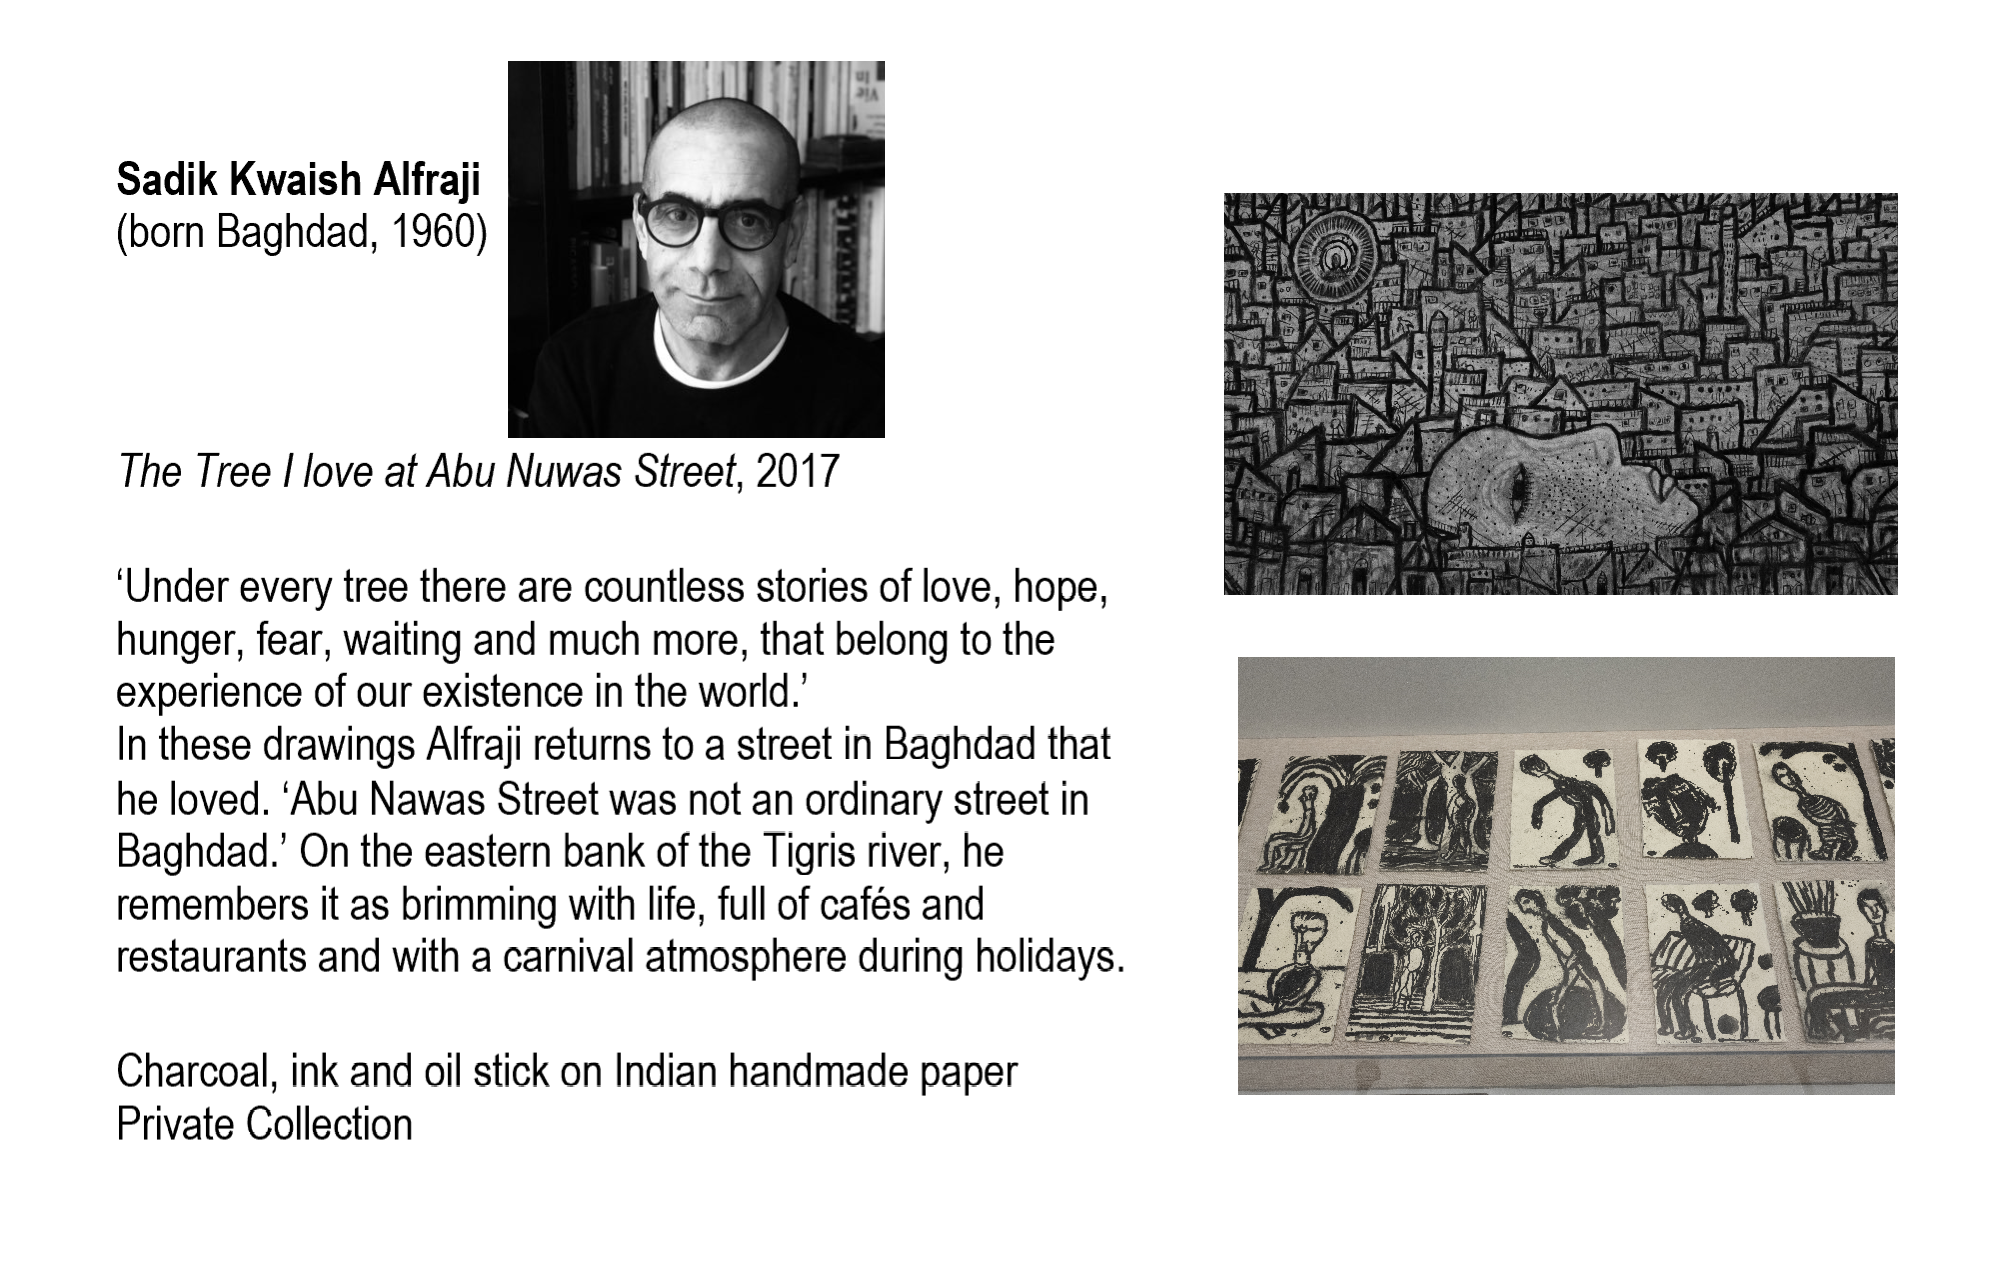 Sadik Kwaish Alfraji
(born Baghdad, 1960)
The Tree I love at Abu Nuwas Street, 2017
‘Under every tree there are countless stories of love, hope,
hunger, fear, waiting and much more, that belong to the
experience of our existence in the world.’
In these drawings Alfraji returns to a street in Baghdad that
he loved. ‘Abu Nawas Street was not an ordinary street in
Baghdad.’ On the eastern bank of the Tigris river, he
remembers it as brimming with life, full of cafés and
restaurants and with a carnival atmosphere during holidays.
Charcoal, ink and oil stick on Indian handmade paper
Private Collection